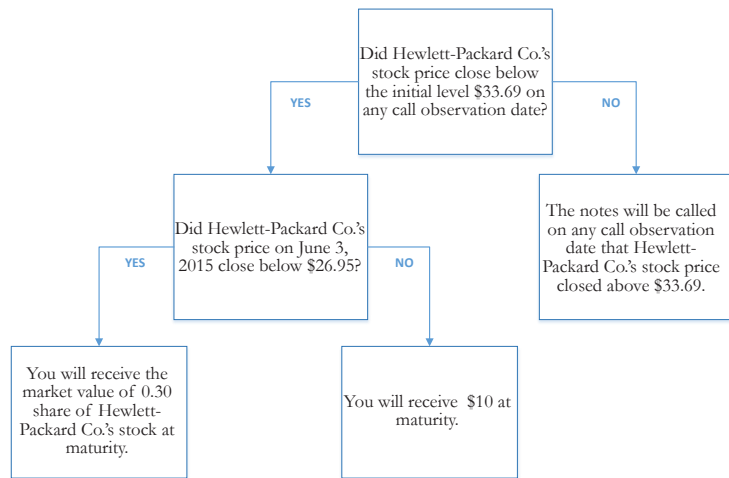 Did Hewlett-Packard Co.'s
stock price close below
the initial level $33.69 on
any call observation date?
YES
NO
Did Hewlett-Packard Co.'s
stock price on June 3,
2015 close below $26.95?
The notes will be called
on any call observation
date that Hewlett-
Packard Co.'s stock price
closed above $33.69.
YES
NO
You will receive the
market value of 0.30
share of Hewlett-
Packard Co.'s stock at
maturity.
You will receive $10 at
maturity.